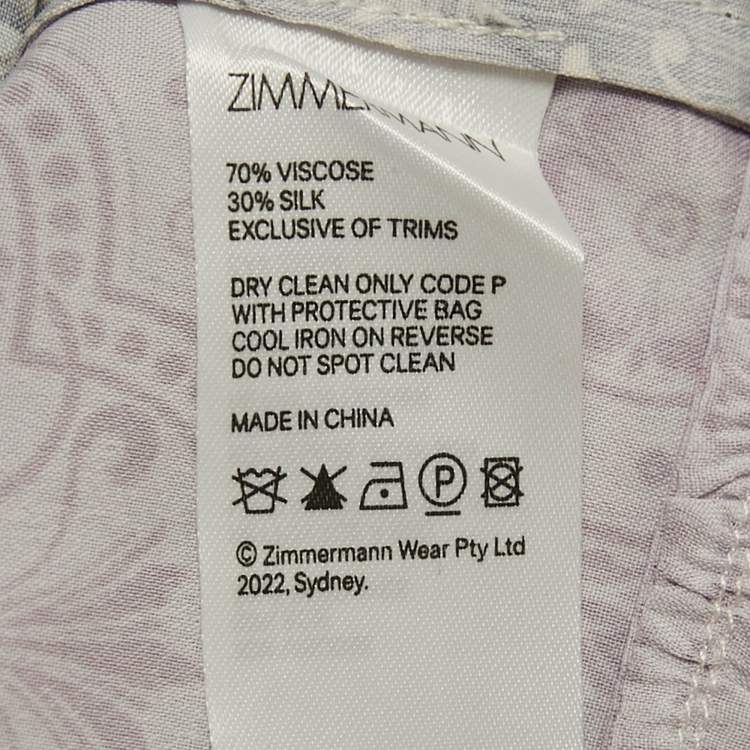 ZIMMERMANN
70% VISCOSE
30% SILK
EXCLUSIVE OF TRIMS
DRY CLEAN ONLY CODE P
WITH PROTECTIVE BAG
COOL IRON ON REVERSE
DO NOT SPOT CLEAN
MADE IN CHINA
P
© Zimmermann Wear Pty Ltd
2022, Sydney.